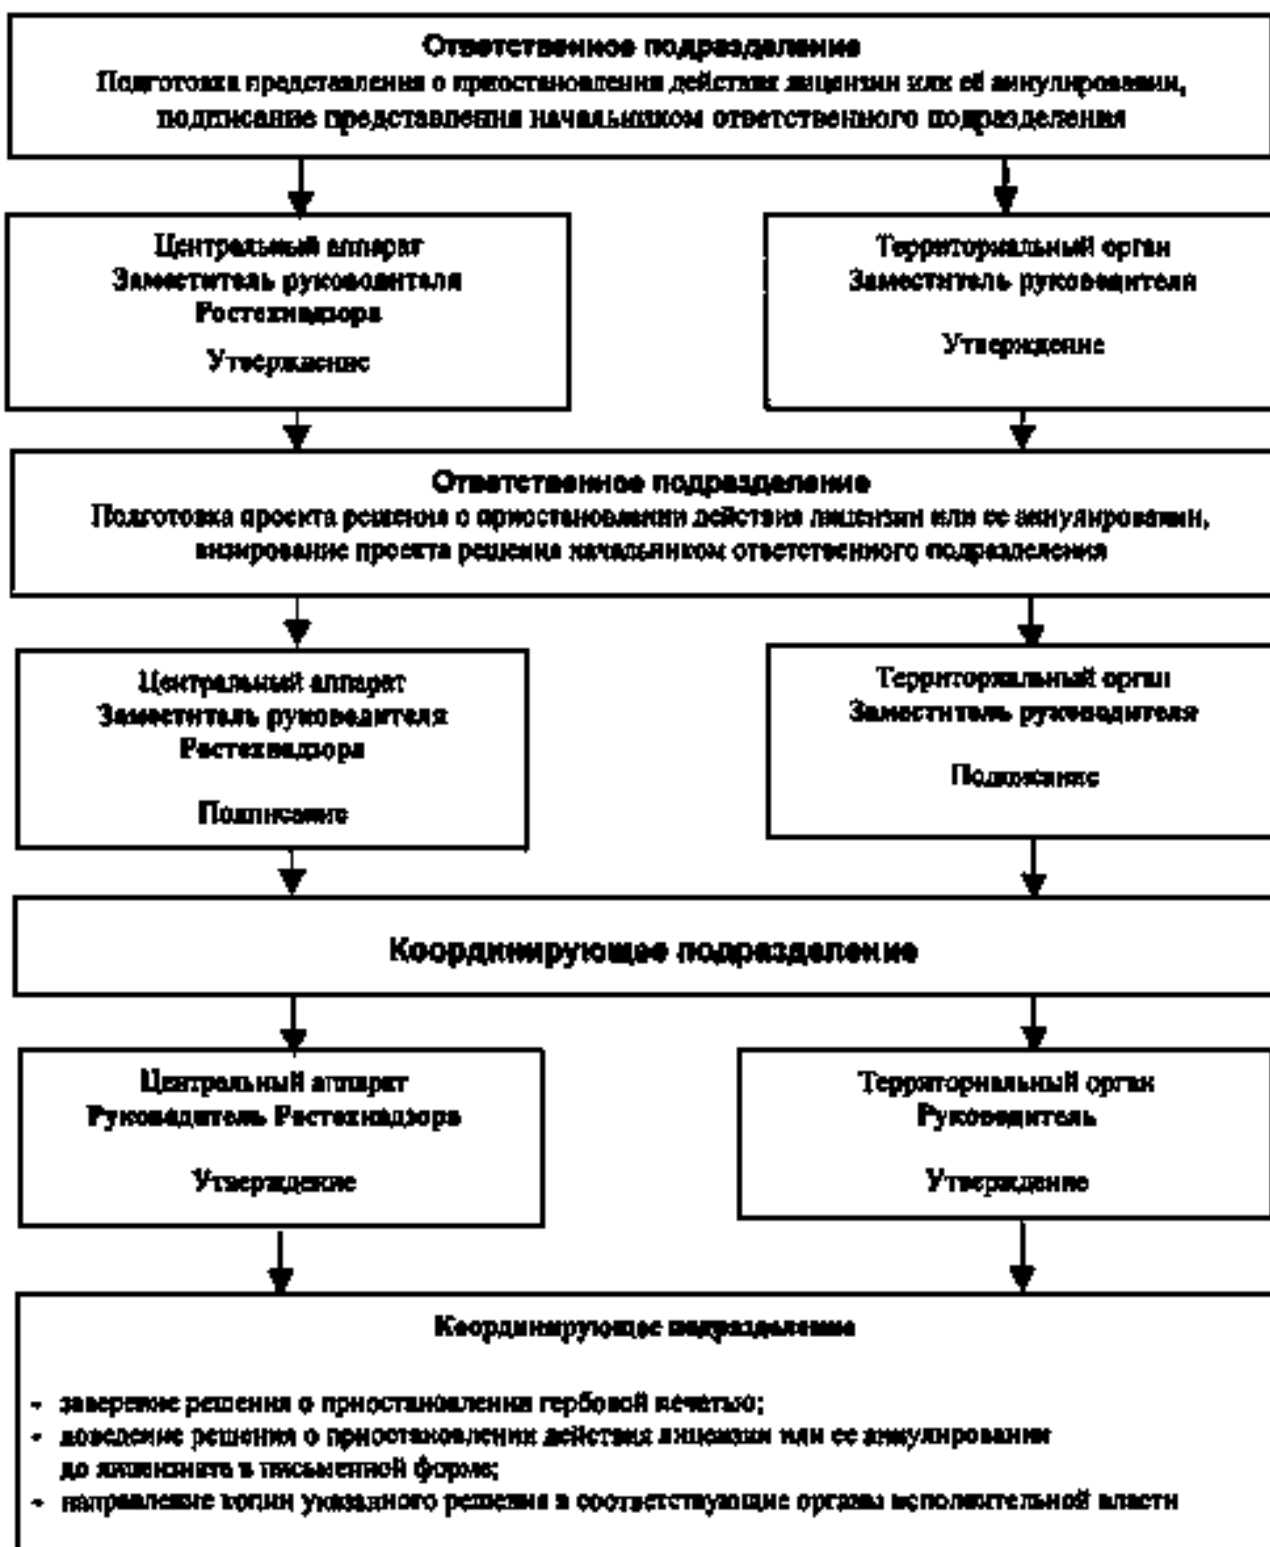 Ответственное подразделение
Подготовка представления о приостановления действия лицензии или её аннулировании,
подписание представления начальником ответственного подразделения
Центральный аппарат
Территориальный орган
Заместитель руководителя
Заместитель руководителя
Ростехнадзора
Утверждение
Утверждение
Ответственное подразделение
Подготовка проекта решения о приостановлении действия лицензии или ее аннулировании,
визирование проекта решения начальником ответственного подразделения
Центральный аппарат
Территориальный орган
Заместитель руководителя
Заместитель руководителя
Ростехнадзора
Подписание
Подписание
Координирующее подразделение
Центральный аппарат
Территориальный орган
Руководитель Ростехнадзора
Руководитель
Утверждение
Утверждение
Координирующее подразделение
- заверение решения о приостановления гербовой печатью;
- доведение решения о приостановлении действия лицензии или ее аннулировании
до лицензиата в письменной форме;
- направление копии указанного решения в соответствующие органы исполнительной власти